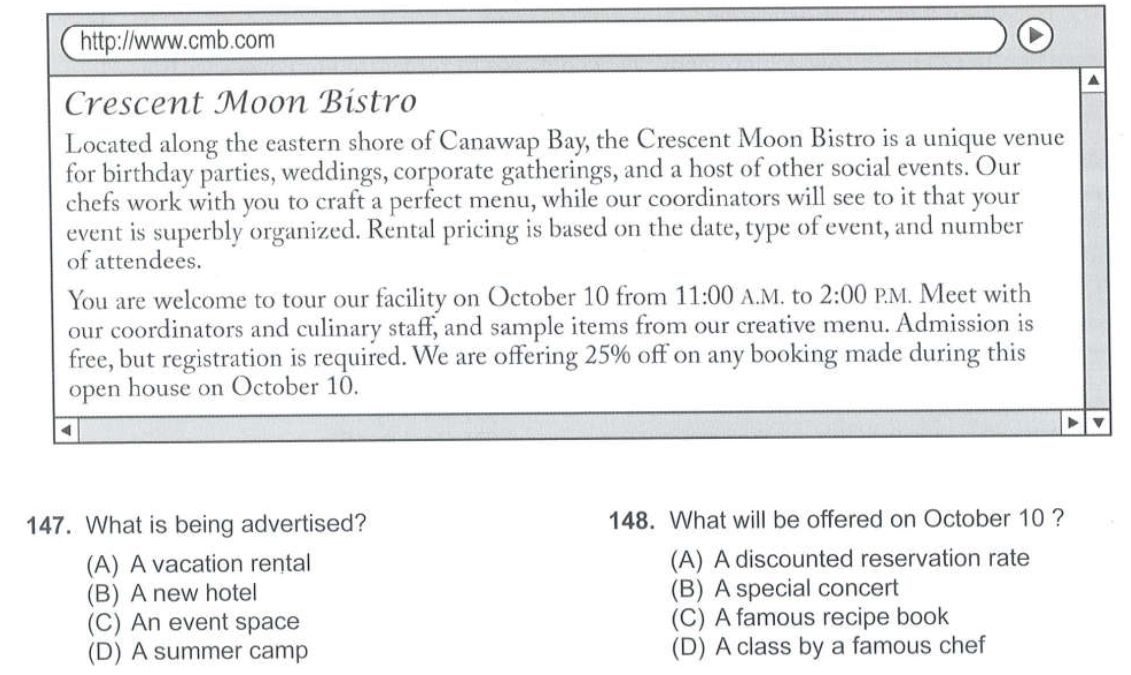 http://www.cmb.com
Crescent Moon Bistro
Located along the eastern shore of Canawap Bay, the Crescent Moon Bistro is a unique venue
for birthday parties, weddings, corporate gatherings, and a host of other social events. Our
chefs work with you to craft a perfect menu, while our coordinators will see to it that your
event is superbly organized. Rental pricing is based on the date, type of event, and number
of attendees.
You are welcome to tour our facility on October 10 from 11:00 A.M. to 2:00 P.M. Meet with
our coordinators and culinary staff, and sample items from our creative menu. Admission is
free, but registration is required. We are offering 25% off on any booking made during this
open house on October 10.
147. What is being advertised?
(A) A vacation rental
(B) A new hotel
(C) An event space
(D) A summer camp
148. What will be offered on October 10 ?
(A) A discounted reservation rate
(B) A special concert
(C) A famous recipe book
(D) A class by a famous chef